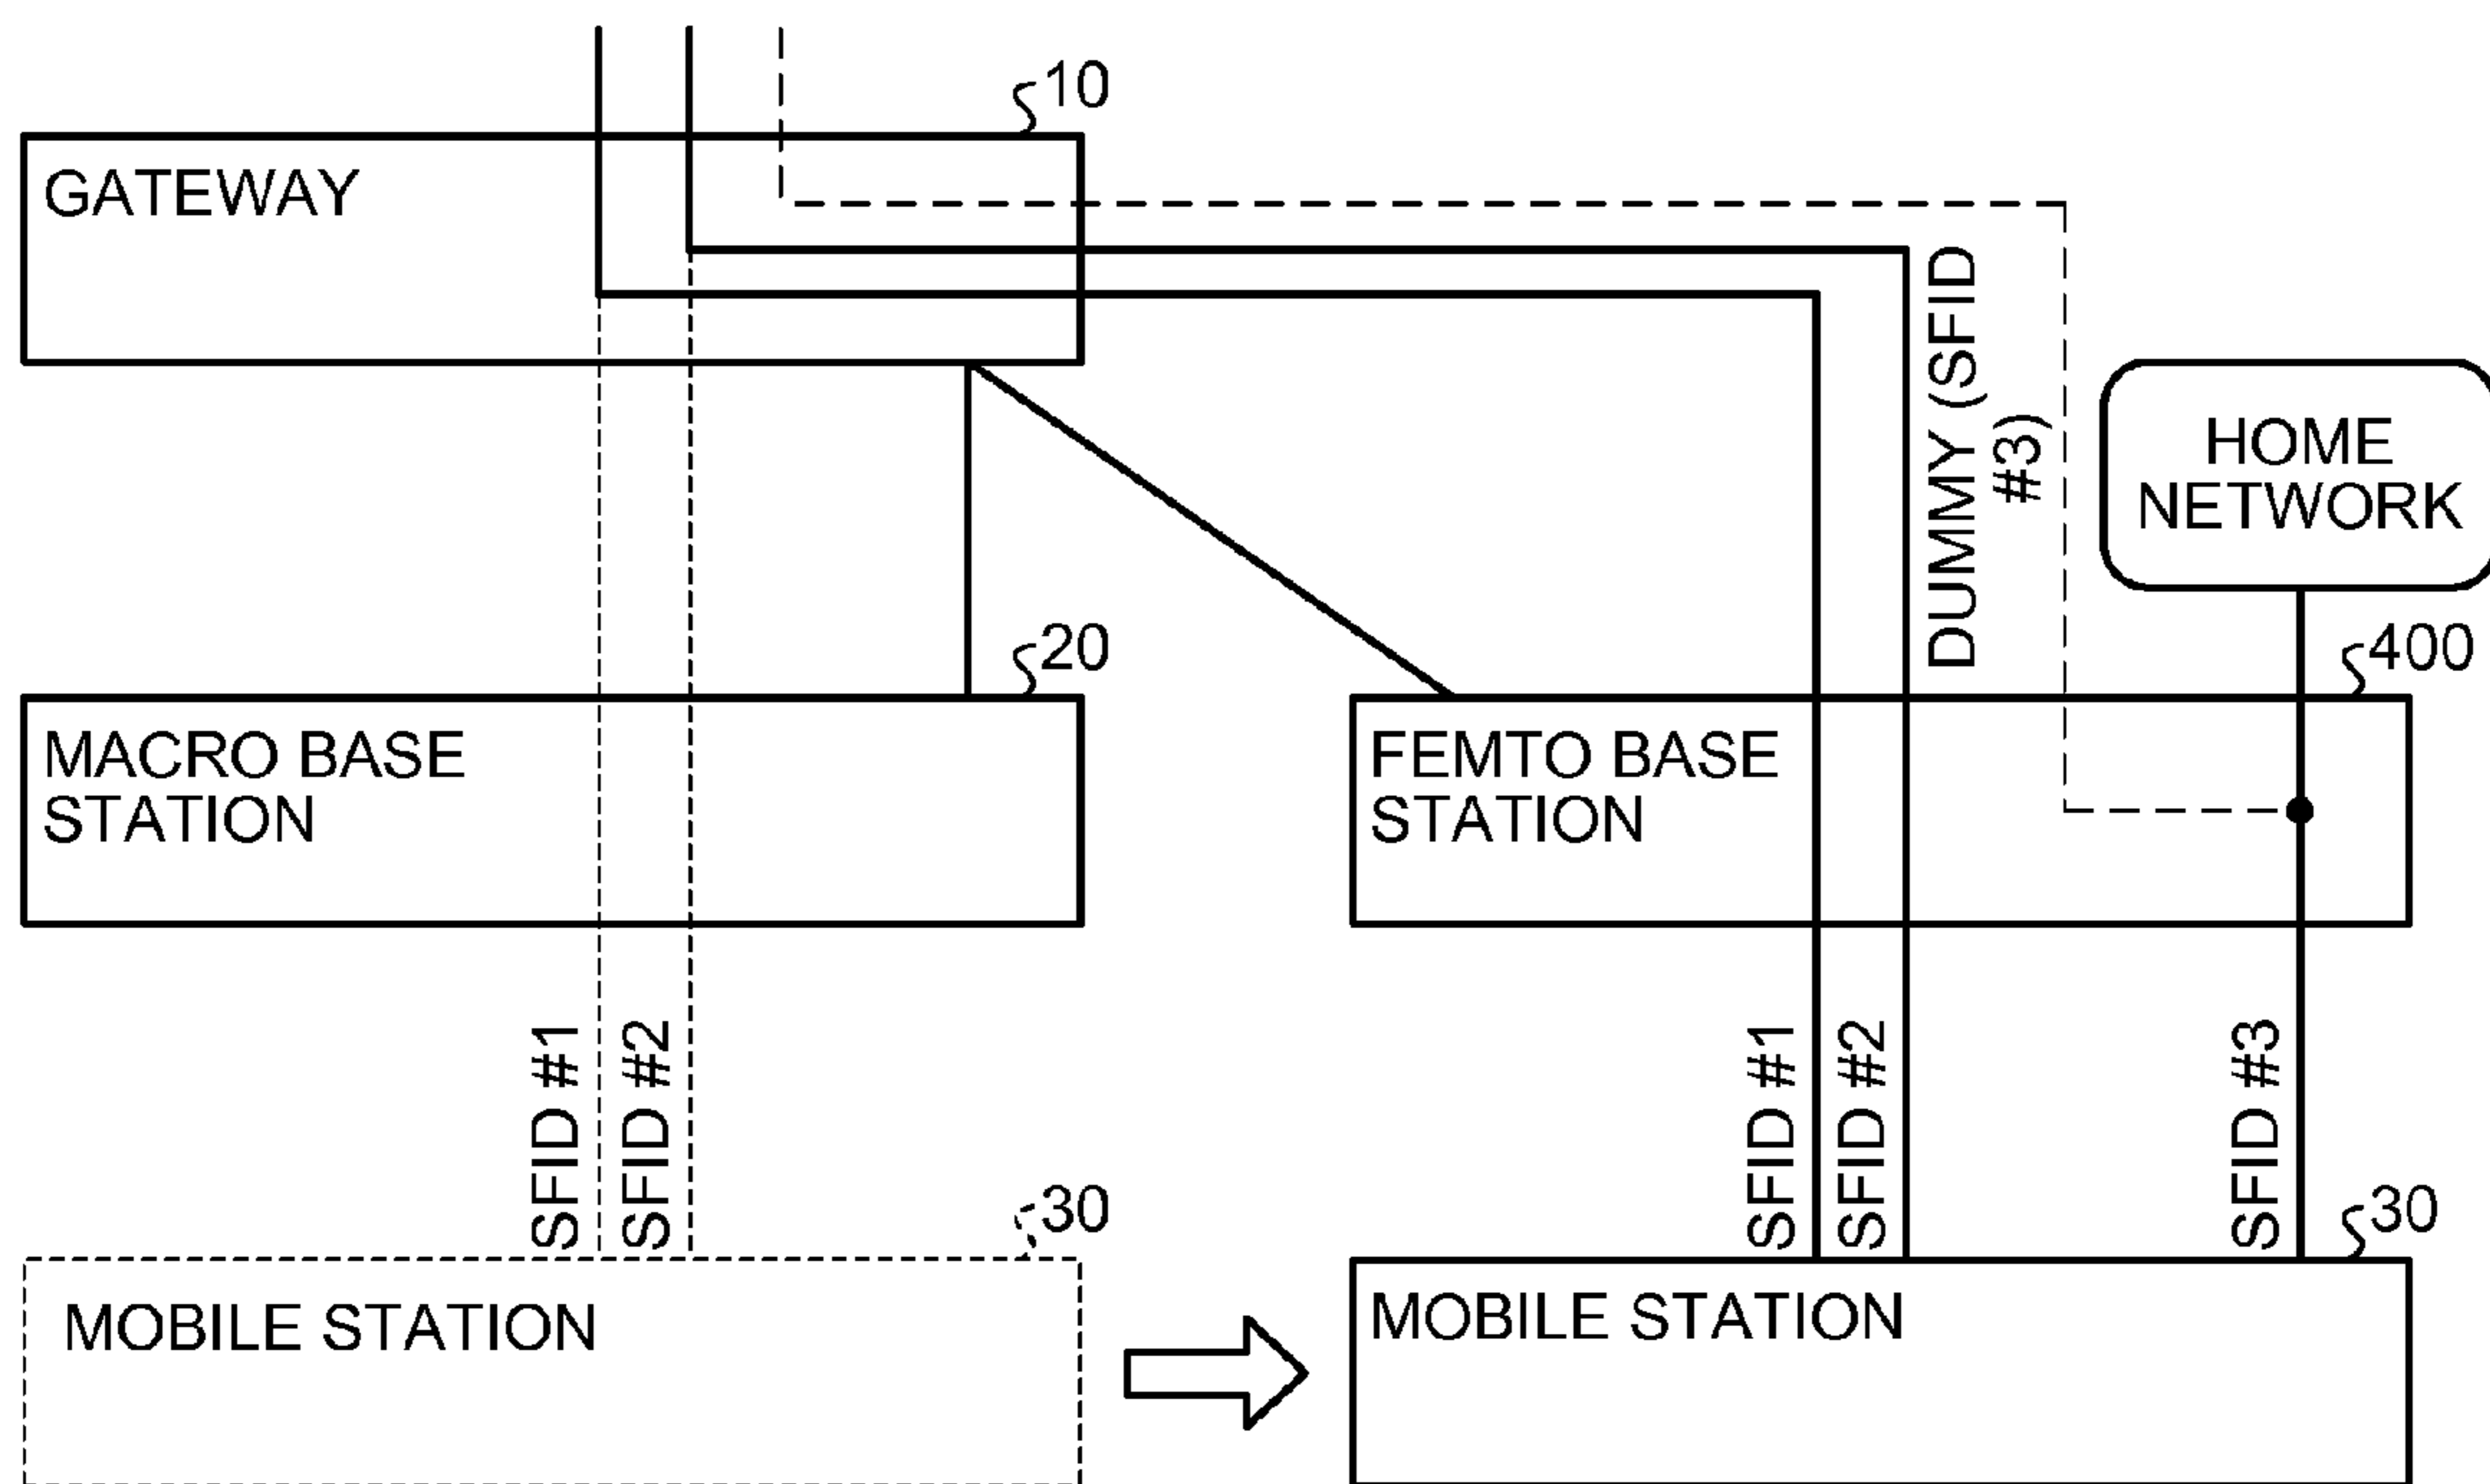 10
GATEWAY
DUMMY (SFID
#3)
HOME
NETWORK
20
400
MACRO BASE
STATION
FEMTO BASE
STATION
SFID #1
SFID #2
SFID #1
SFID #2
SFID #3
30
30
MOBILE STATION
MOBILE STATION